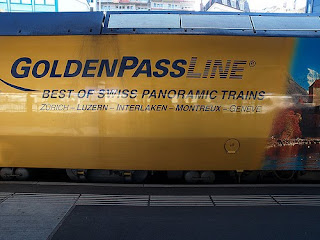 GOLDENPASSLINE®
BEST OF SWISS PANORAMIC TRAINS
ZÜRICH - LUZERN - INTERLAKEN - MONTREUX - GENÈVE